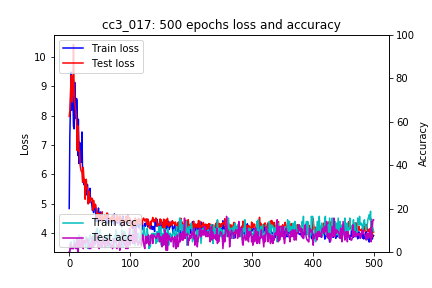 cc3_017: 500 epochs loss and accuracy
Train loss
Test loss
Train acc
Test acc
Loss
10
9
8
7
6
5
4
Accuracy
100
80
60
40
20
0
0
100
200
300
400
500